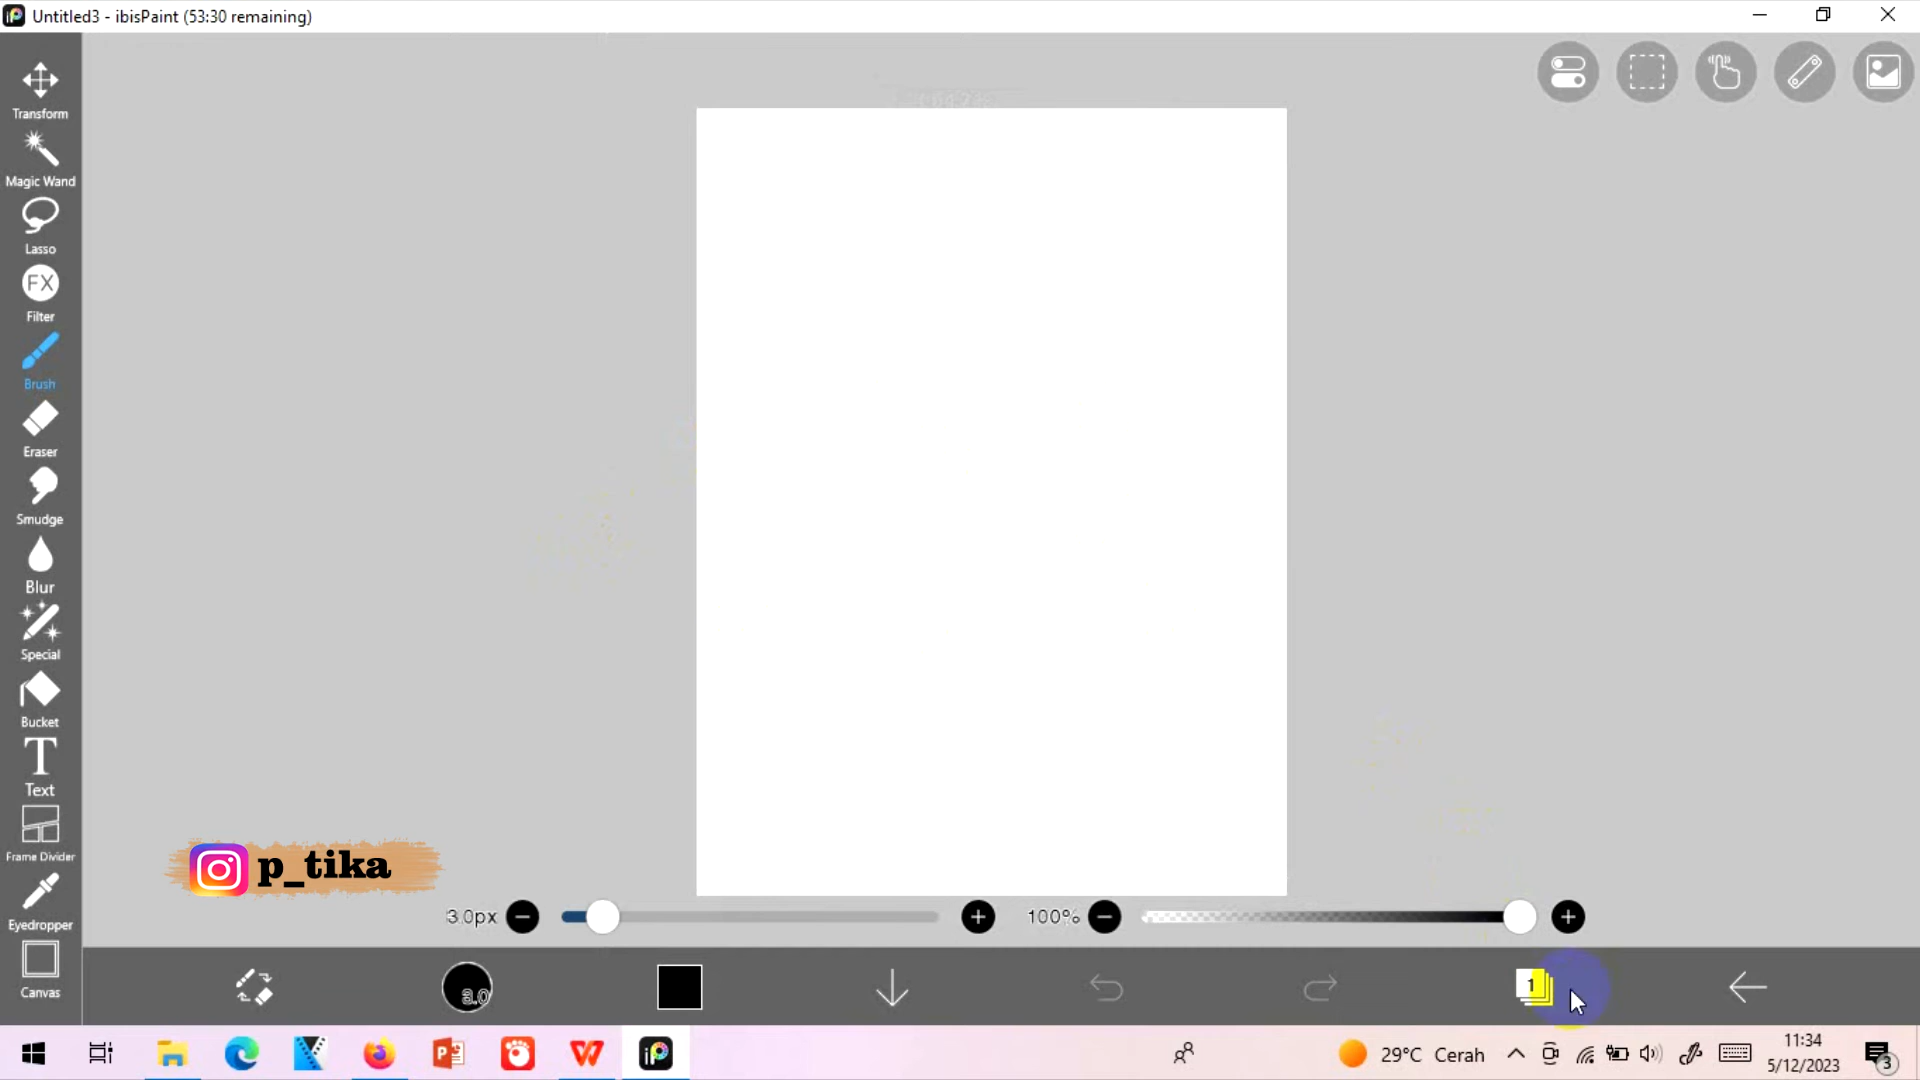 Untitled3 - ibisPaint (53:30 remaining)
Transform
Magic Wand
Lasso
FX
Filter
Brush
Eraser
Smudge
Blur
Special
Bucket
T
Text
Frame Divider
Eyedropper
Canvas
p_tika
3.0px
100%
3.0
1
29°C Cerah
11:34
5/12/2023
3